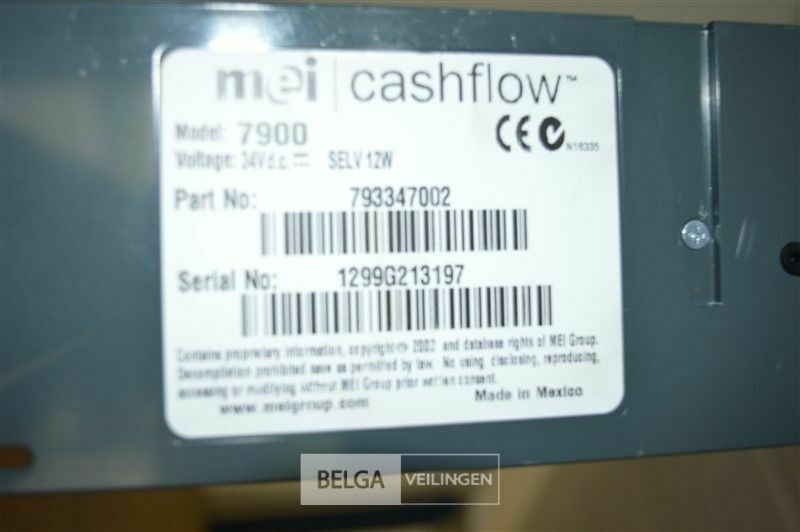 mei cashflow™
Model: 7900
N16335
Voltage: 34V d.c. SELV 12W
Part No: 793347002
Serial No: 1299G213197
Contains proprietary information, copyright © 2002 and database rights of MEI Group.
Decompilation prohibited save as permitted by law. No using, disclosing, reproducing,
accessing or modifying without MEI Group prior written consent.
www.meigroup.com Made in Mexico
BELGA VEILINGEN